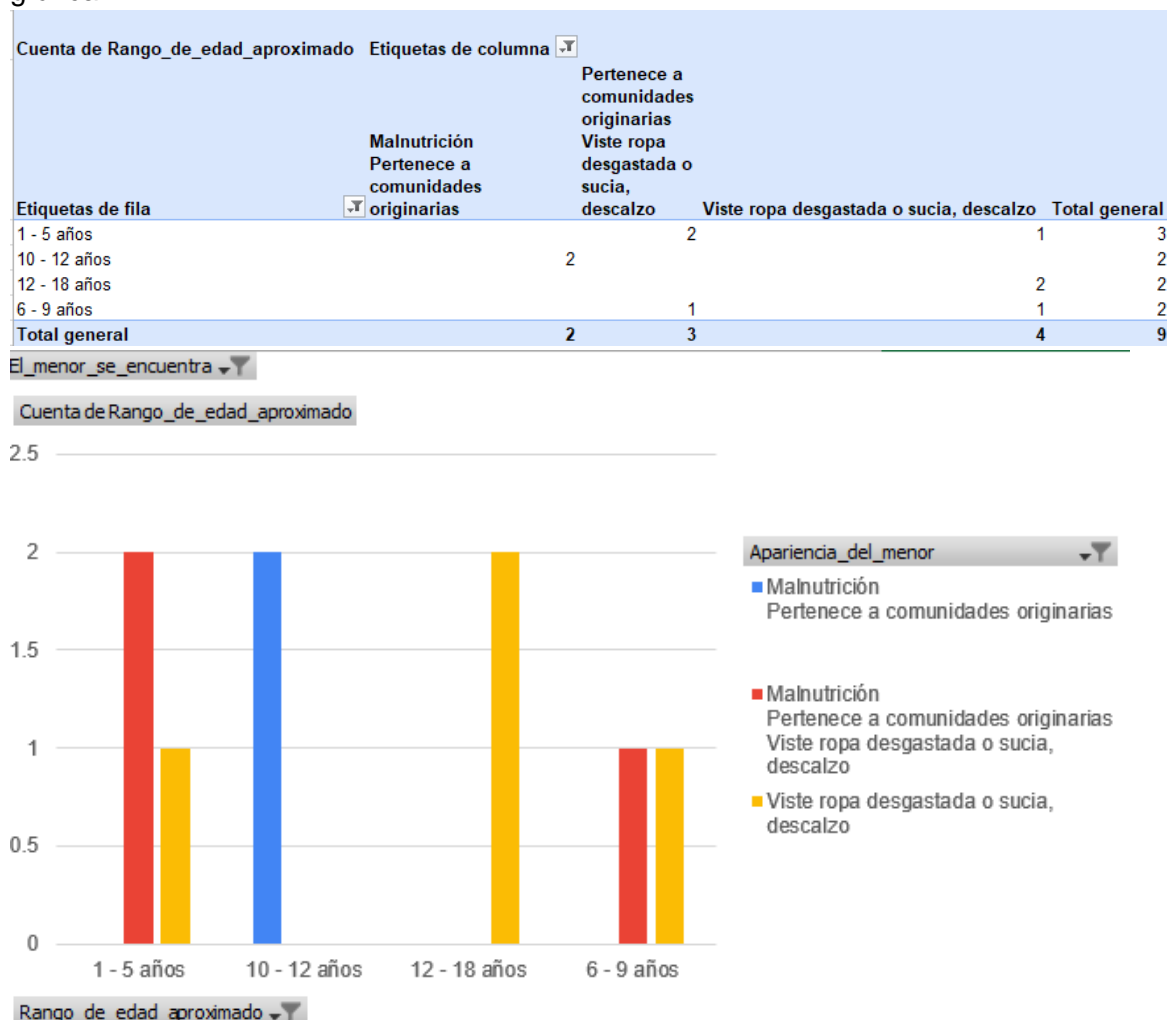 Cuenta de Rango_de_edad_aproximado Etiquetas de columna
Pertenece a
comunidades
originarias
Malnutrición Viste ropa
Pertenece a desgastada o
comunidades sucia,
Etiquetas de fila originarias descalzo Viste ropa desgastada o sucia, descalzo Total general
1 - 5 años 2 1 3
10 - 12 años 2 2
12 - 18 años 2 2
6 - 9 años 1 1 2
Total general 2 3 4 9
El_menor_se_encuentra
Cuenta de Rango_de_edad_aproximado
2.5
2
1.5
1
0.5
0
1 - 5 años 10 - 12 años 12 - 18 años 6 - 9 años
Apariencia_del_menor
Malnutrición
Pertenece a comunidades originarias
Malnutrición
Pertenece a comunidades originarias
Viste ropa desgastada o sucia,
descalzo
Viste ropa desgastada o sucia,
descalzo
Rango_de_edad_aproximado